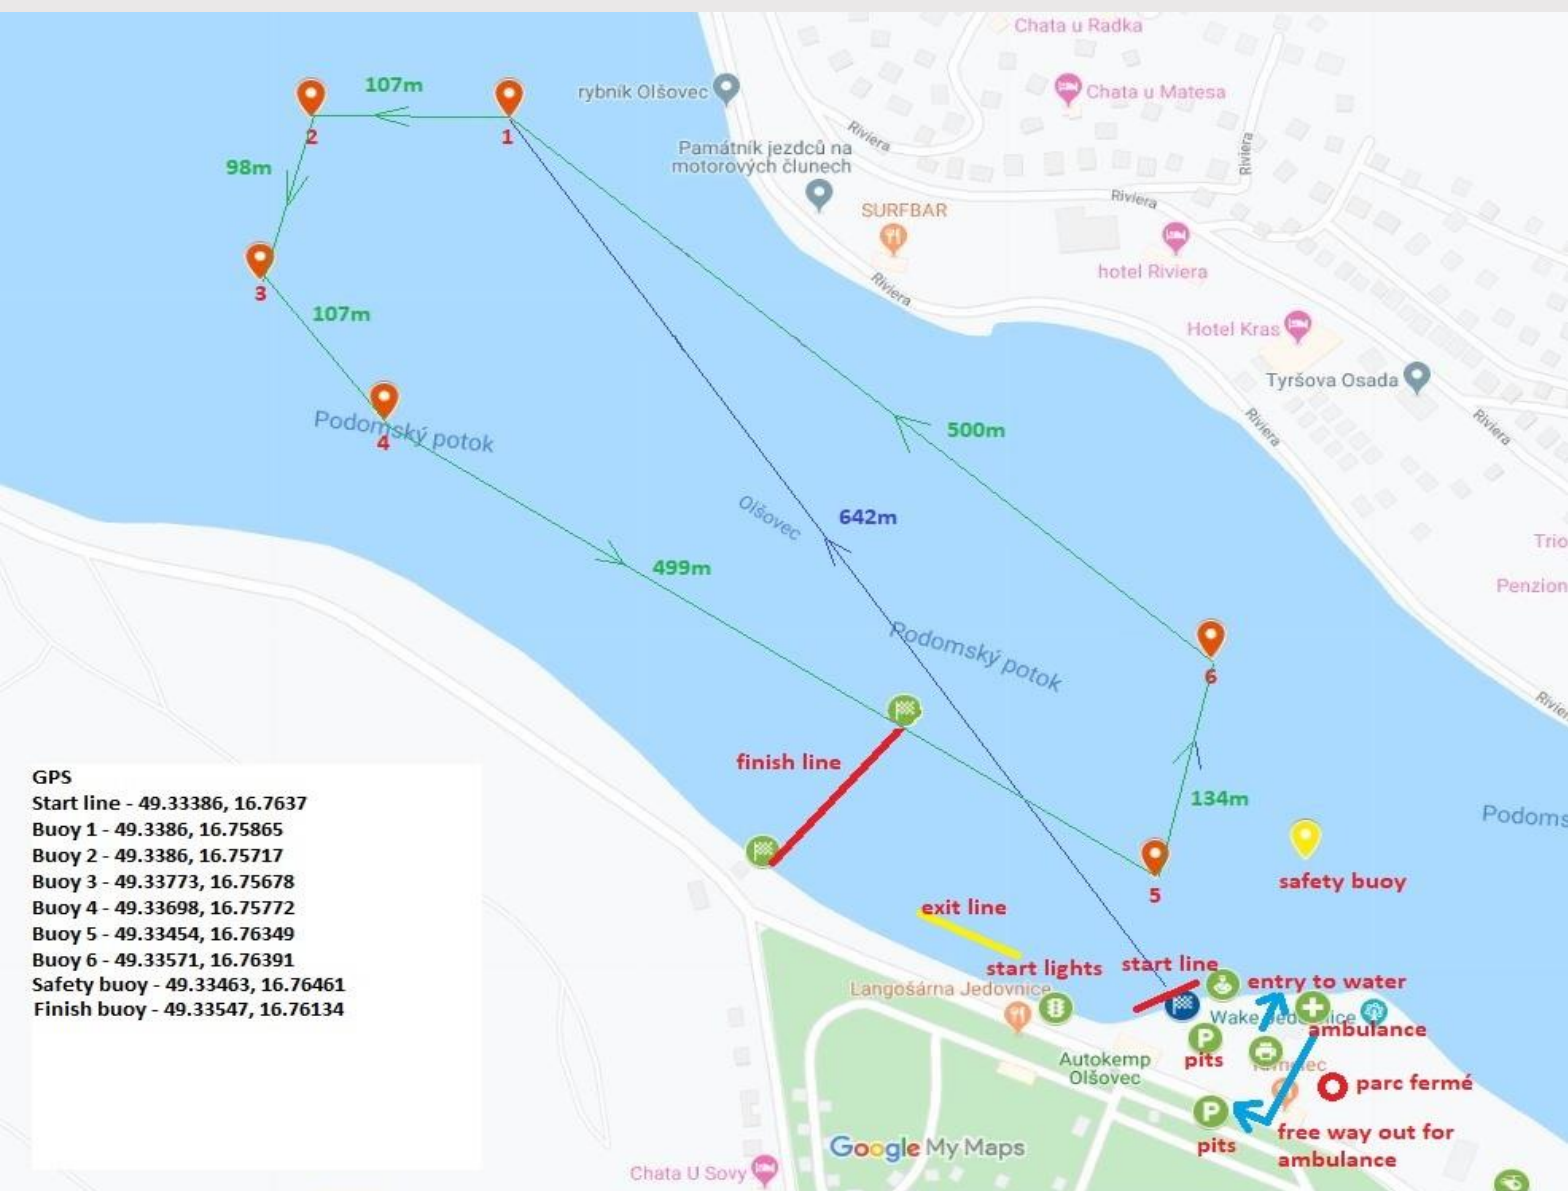 Chata u Radka
107m
rybník Olšovec
Chata u Matesa
2
1
Riviera
Riviera
Památník jezdců na
motorových člunech
98m
Riviera
SURFBAR
hotel Riviera
3
Riviera
107m
Hotel Kras
Tyršova Osada
Podomský potok
4
500m
Riviera
Riviera
Olšovec
642m
Trio
499m
Penzion
Podomský potok
6
finish line
134m
GPS
Start line - 49.33386, 16.7637
Buoy 1 - 49.3386, 16.75865
Buoy 2 - 49.3386, 16.75717
Buoy 3 - 49.33773, 16.75678
Buoy 4 - 49.33698, 16.75772
Buoy 5 - 49.33454, 16.76349
Buoy 6 - 49.33571, 16.76391
Safety buoy - 49.33463, 16.76461
Finish buoy - 49.33547, 16.76134
5
safety buoy
exit line
start lights
start line
entry to water
Langošárna Jedovnice
P
ambulance
pits
Autokemp
Olšovec
parc fermé
P
pits
free way out for
ambulance
Google My Maps
Chata U Sovy